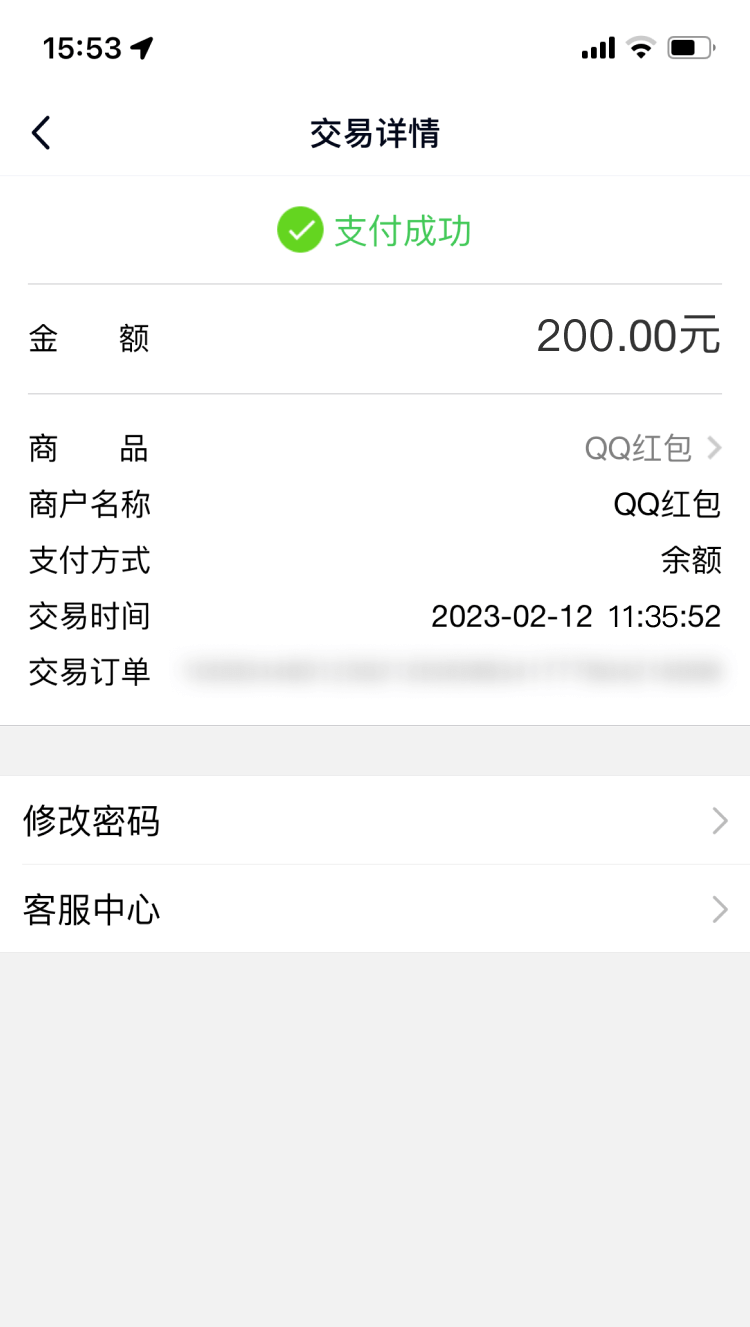 15:53
交易详情
支付成功
金 额 200.00元
商 品 QQ红包
商户名称 QQ红包
支付方式 余额
交易时间 2023-02-12 11:35:52
交易订单
修改密码
客服中心